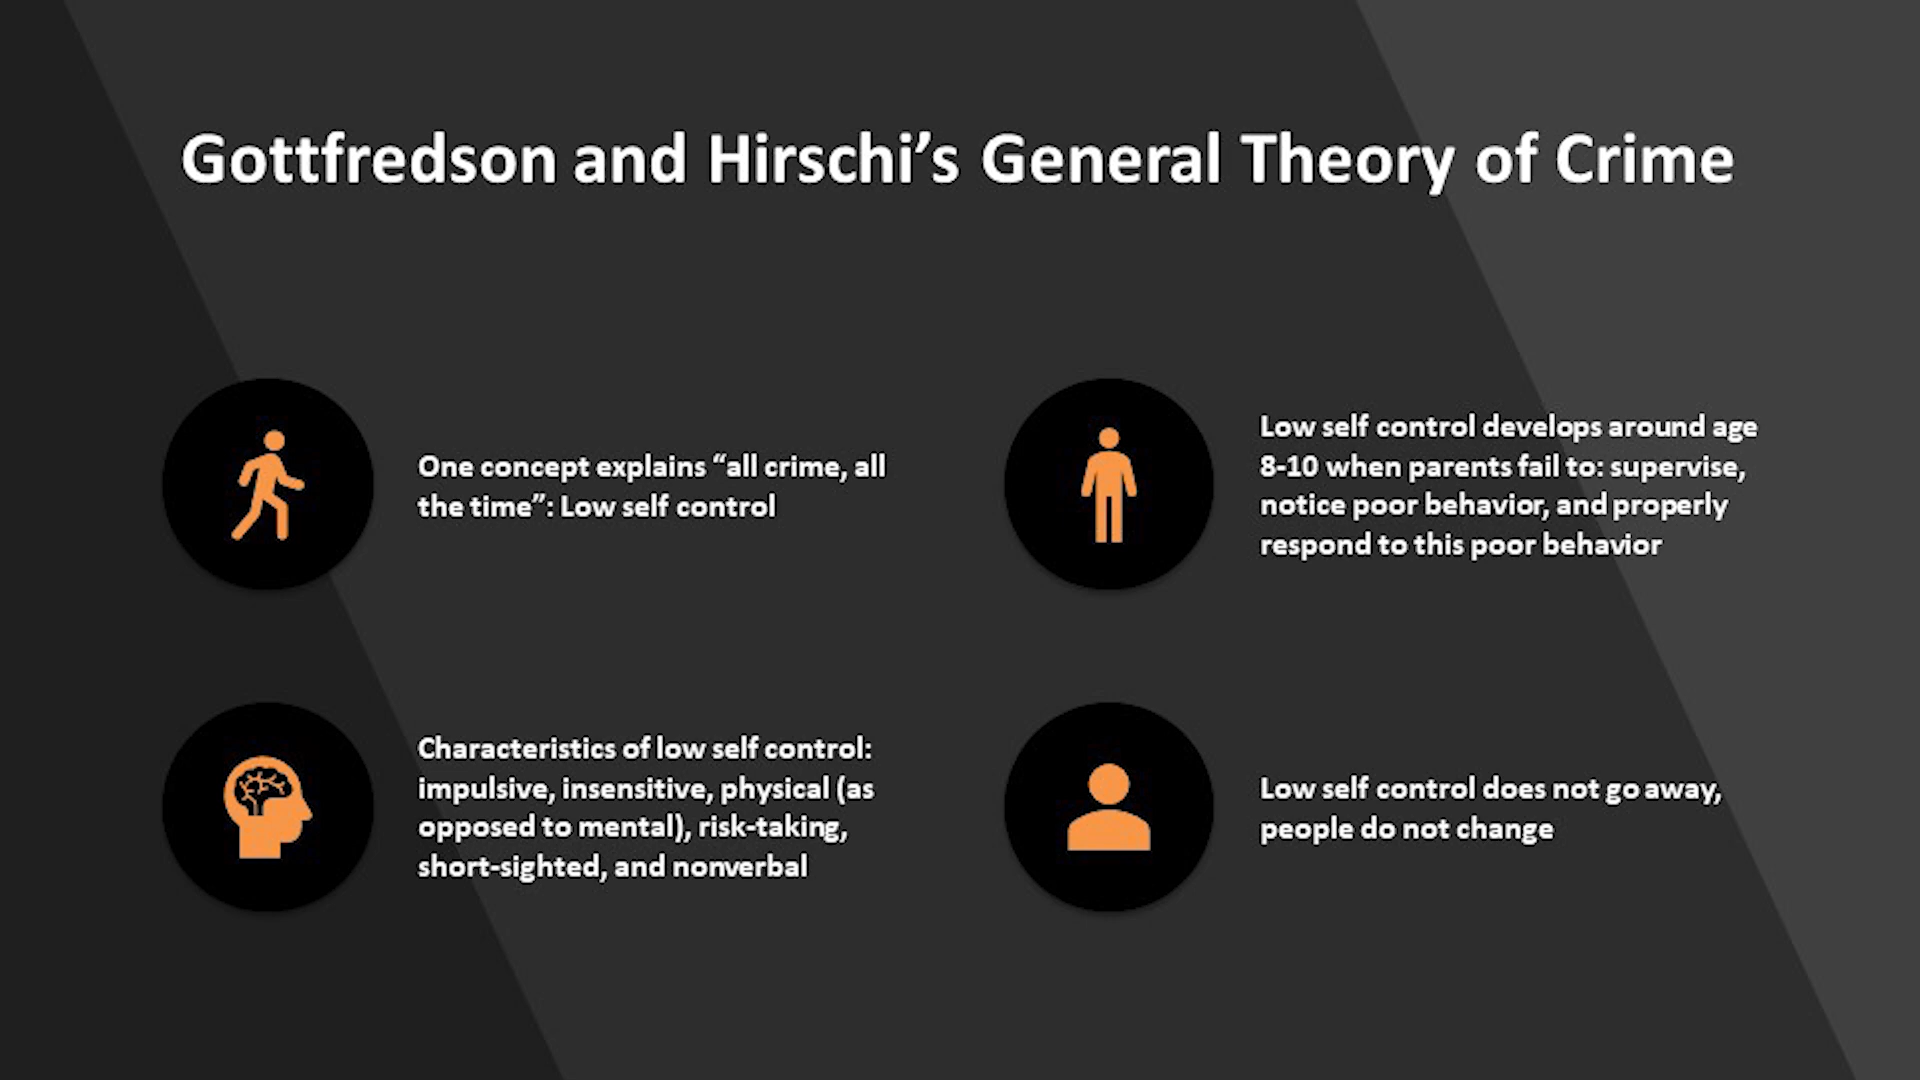 Gottfredson and Hirschi’s General Theory of Crime
One concept explains “all crime, all
the time”: Low self control
Low self control develops around age
8-10 when parents fail to: supervise,
notice poor behavior, and properly
respond to this poor behavior
Characteristics of low self control:
impulsive, insensitive, physical (as
opposed to mental), risk-taking,
short-sighted, and nonverbal
Low self control does not go away,
people do not change